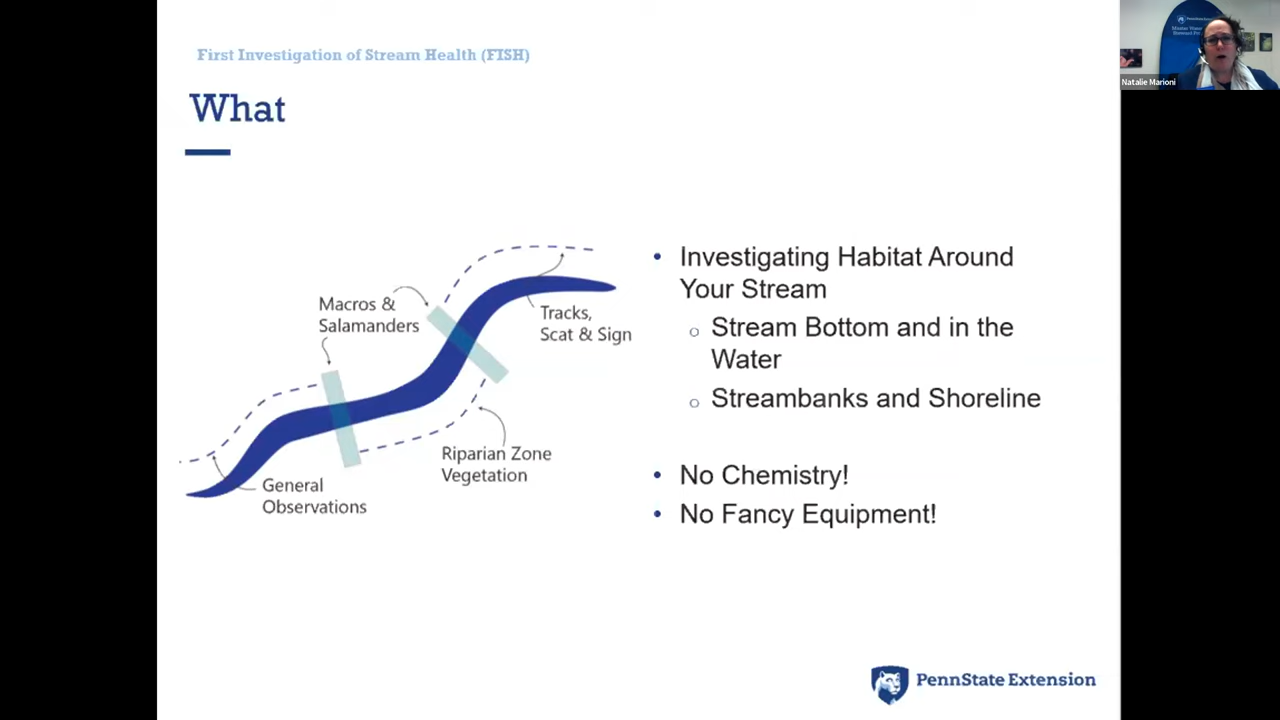 First Investigation of Stream Health (FISH)
What
Macros &
Salamanders
Tracks,
Scat & Sign
Riparian Zone
Vegetation
General
Observations
• Investigating Habitat Around
Your Stream
o Stream Bottom and in the
Water
o Streambanks and Shoreline
• No Chemistry!
• No Fancy Equipment!
PennState Extension
PennState Extension
Natalie Marioni